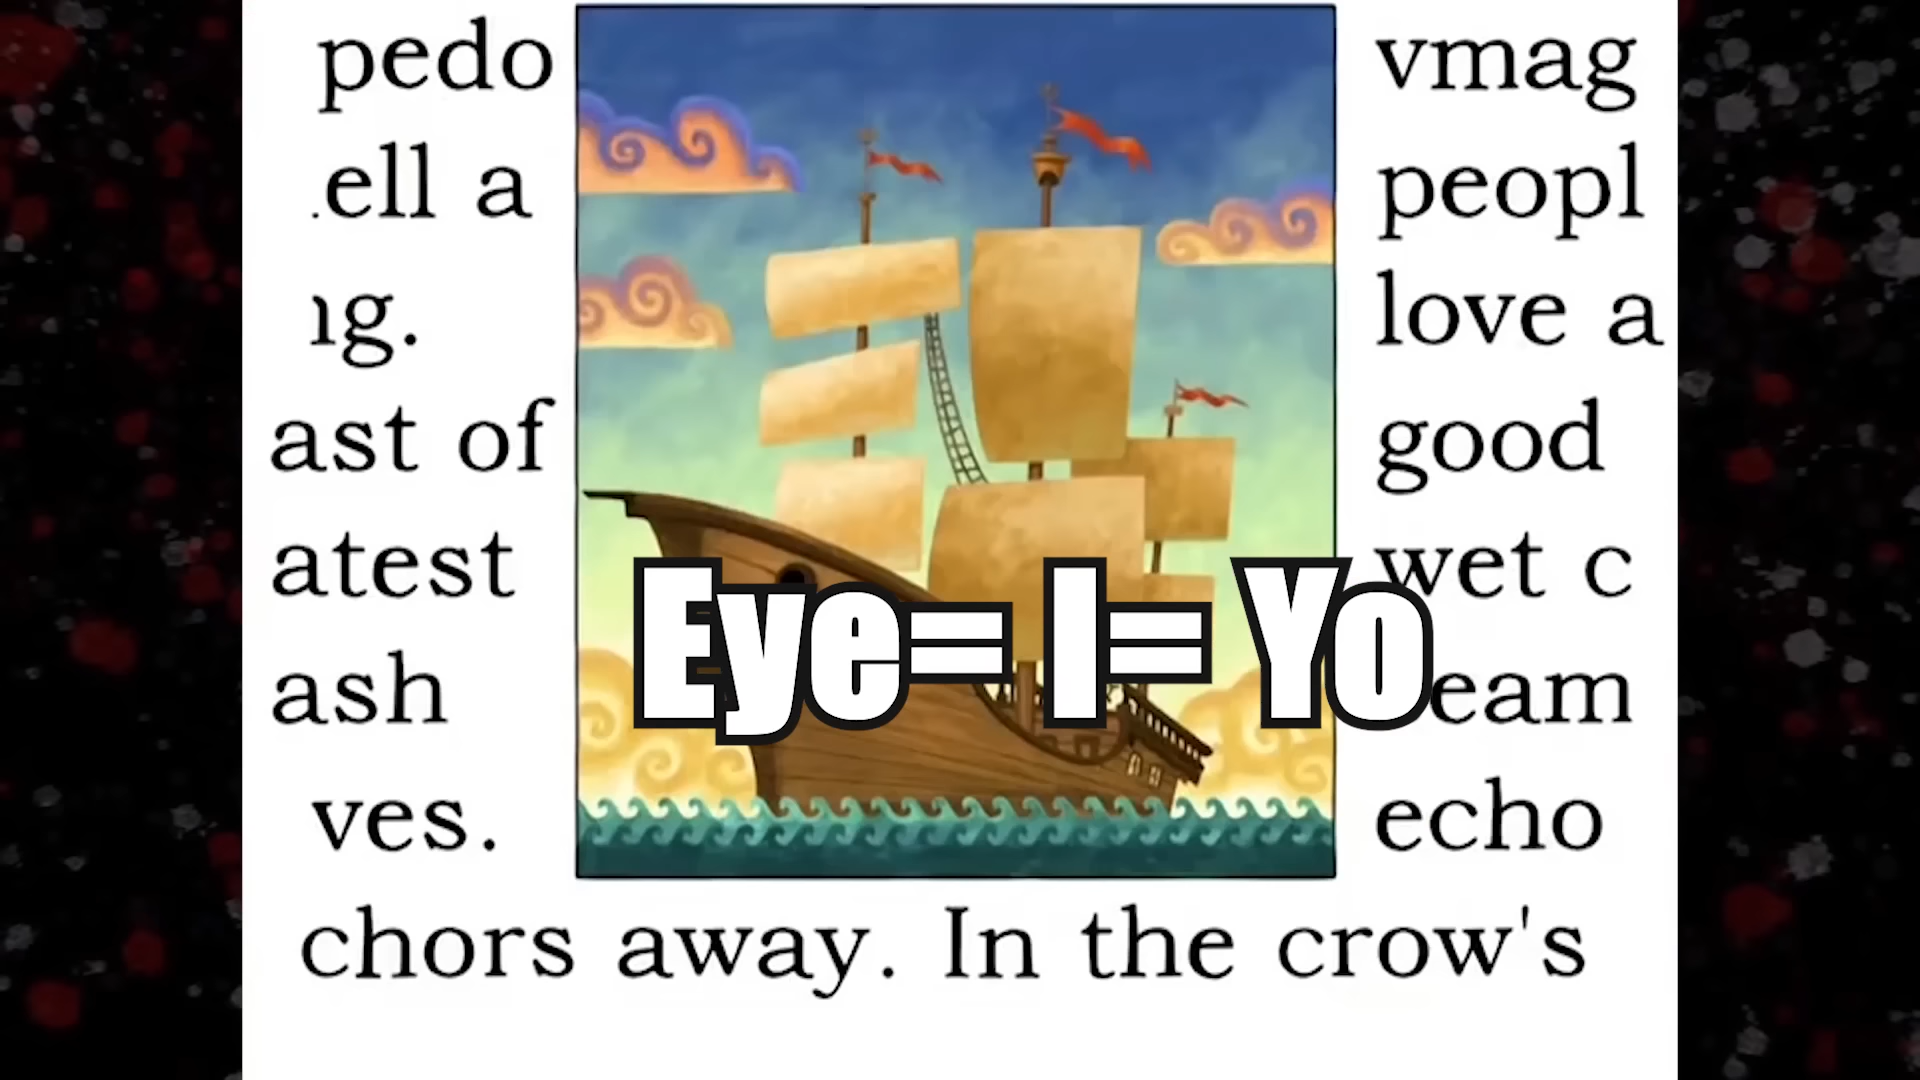 pedo
ell a
g.
ast of
atest
ash
ves.
vmag
peopl
love a
good
wet c
eam
echo
Eye= I= Yo
chors away. In the crow's